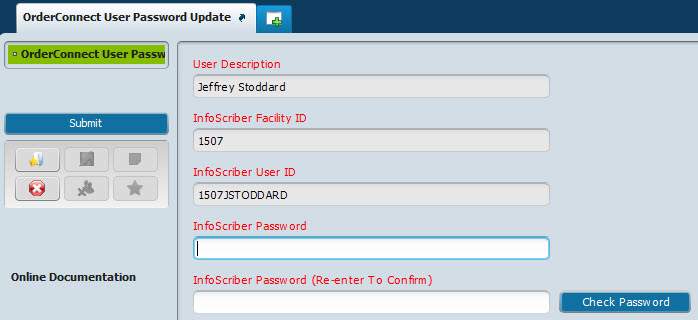 OrderConnect User Password Update
OrderConnect User Passw
User Description
Jeffrey Stoddard
InfoScriber Facility ID
1507
Submit
InfoScriber User ID
1507JSTODDARD
InfoScriber Password
Online Documentation
InfoScriber Password (Re-enter To Confirm)
Check Password